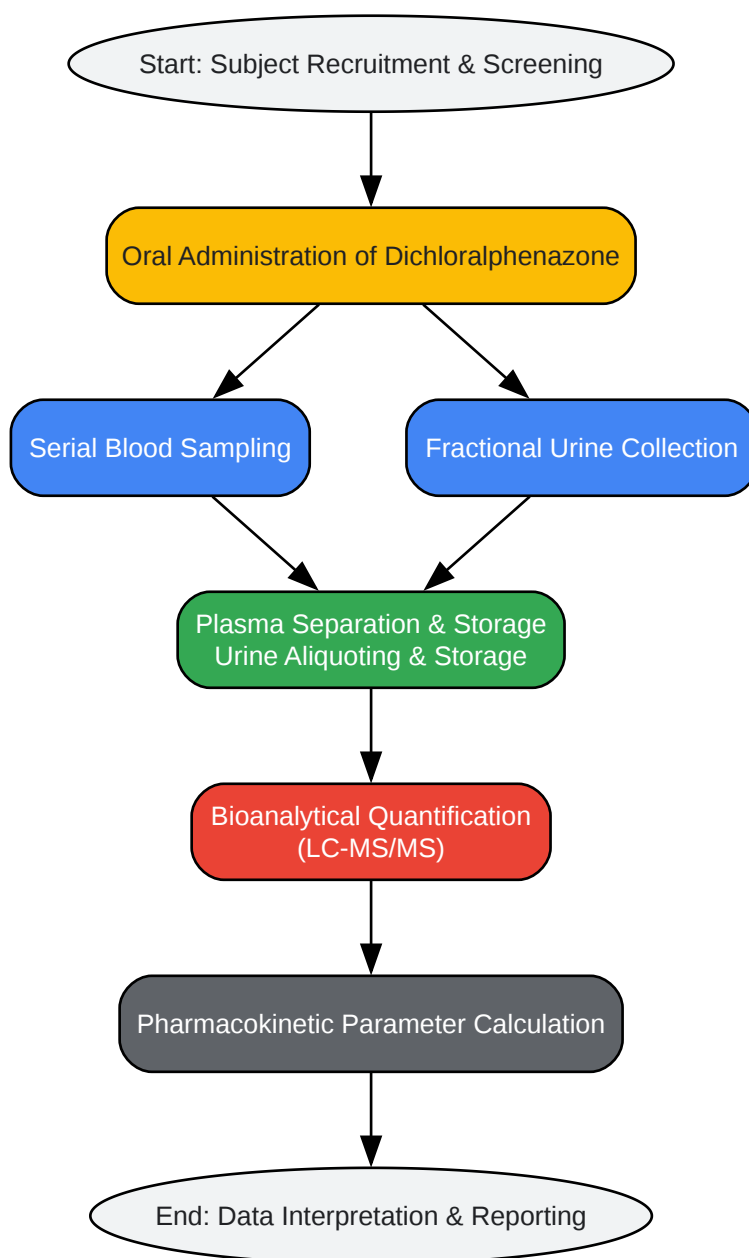 Start: Subject Recruitment & Screening
Oral Administration of Dichloralphenazone
Serial Blood Sampling
Fractional Urine Collection
Plasma Separation & Storage
Urine Aliquoting & Storage
Bioanalytical Quantification
(LC-MS/MS)
Pharmacokinetic Parameter Calculation
End: Data Interpretation & Reporting